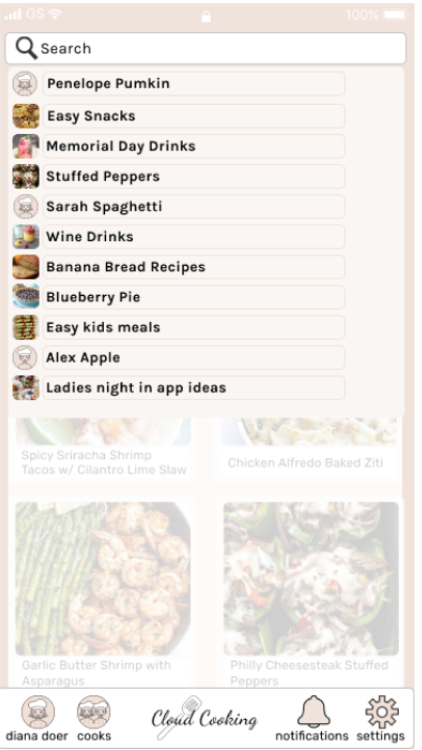 GS
100%
Search
Penelope Pumkin
Easy Snacks
Memorial Day Drinks
Stuffed Peppers
Sarah Spaghetti
Wine Drinks
Banana Bread Recipes
Blueberry Pie
Easy kids meals
Alex Apple
Ladies night in app ideas
Spicy Sriracha Shrimp
Tacos w/ Cilantro Lime Slaw
Chicken Alfredo Baked Ziti
Garlic Butter Shrimp with
Asparagus
Philly Cheesesteak Stuffed
Peppers
diana doer
cooks
Cloud Cooking
notifications
settings